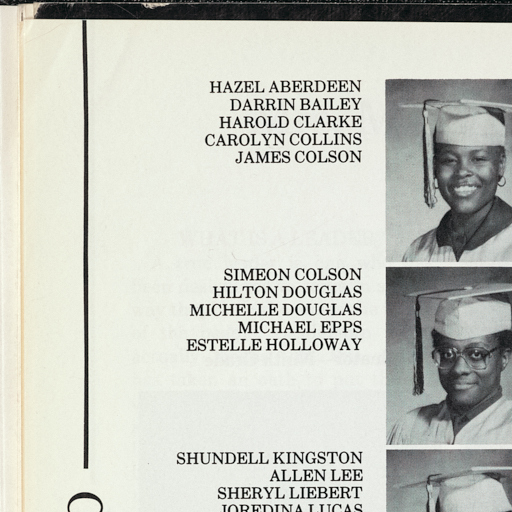 HAZEL ABERDEEN
DARRIN BAILEY
HAROLD CLARKE
CAROLYN COLLINS
JAMES COLSON
SIMEON COLSON
HILTON DOUGLAS
MICHELLE DOUGLAS
MICHAEL EPPS
ESTELLE HOLLOWAY
SHUNDELL KINGSTON
ALLEN LEE
SHERYL LIEBERT
JOREDINA LUCAS